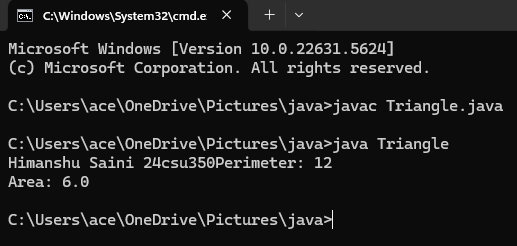 C:\Windows\System32\cmd.e
Microsoft Windows [Version 10.0.22631.5624]
(c) Microsoft Corporation. All rights reserved.
C:\Users\ace\OneDrive\Pictures\java>javac Triangle.java
C:\Users\ace\OneDrive\Pictures\java>java Triangle
Himanshu Saini 24csu350Perimeter: 12
Area: 6.0
C:\Users\ace\OneDrive\Pictures\java>